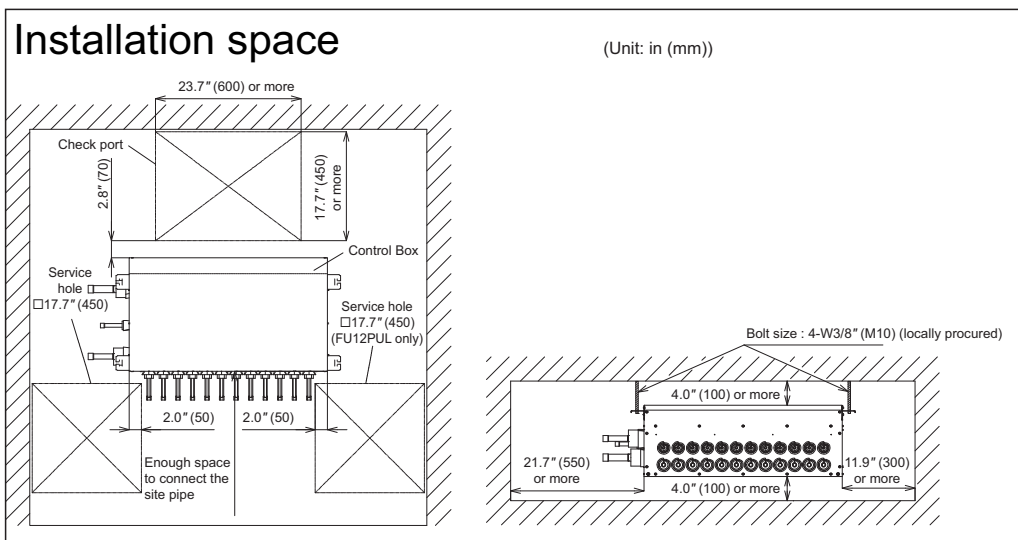 Installation space
(Unit: in (mm))
23.7″ (600) or more
Check port
2.8″ (70)
17.7″ (450)
or more
Control Box
Service
hole
□17.7″ (450)
Service hole
□17.7″ (450)
(FU12PUL only)
2.0″ (50)
2.0″ (50)
Enough space
to connect the
site pipe
Bolt size : 4-W3/8″ (M10) (locally procured)
4.0″ (100) or more
21.7″ (550)
or more
11.9″ (300)
or more
4.0″ (100) or more